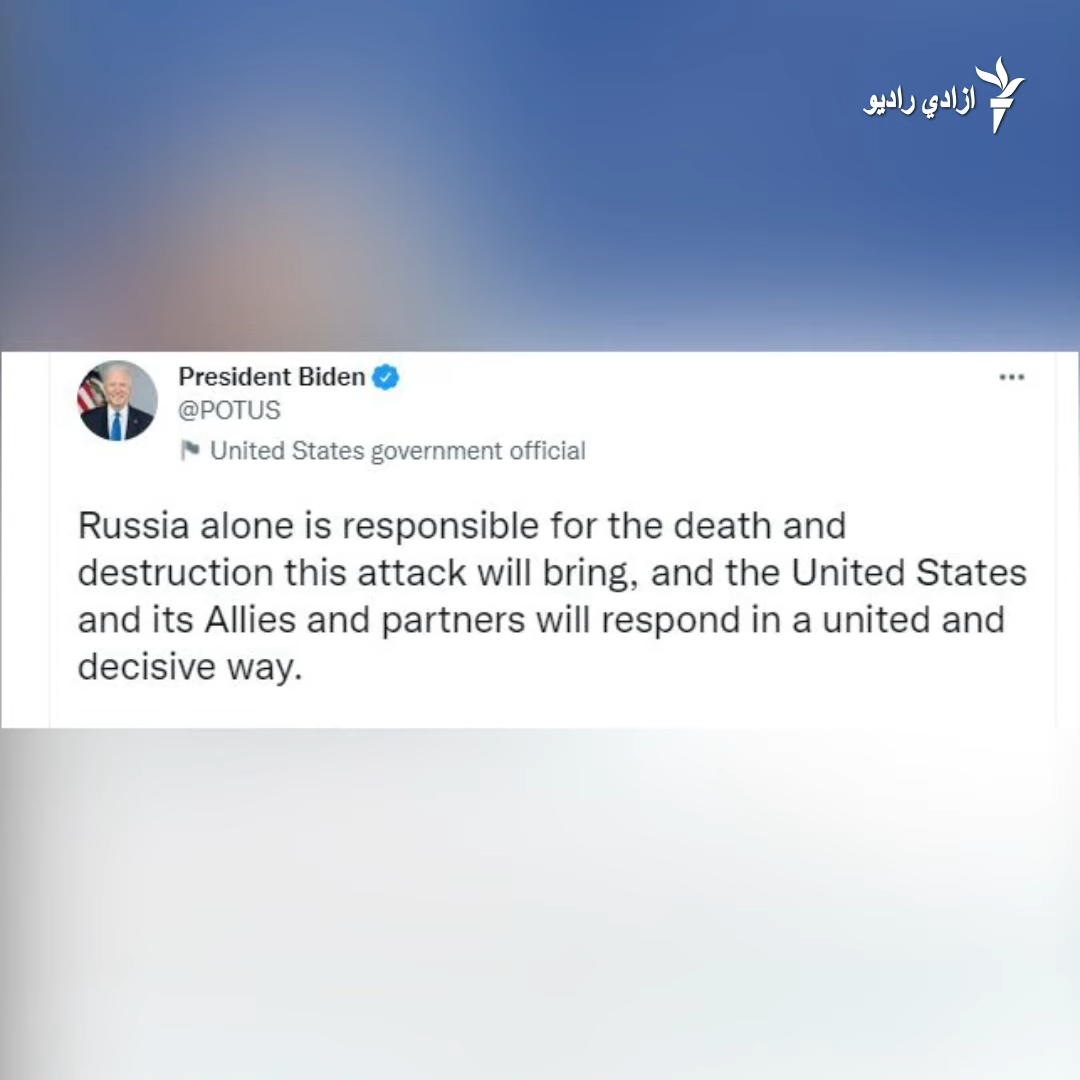 ازادي راديو
President Biden
@POTUS
United States government official
Russia alone is responsible for the death and
destruction this attack will bring, and the United States
and its Allies and partners will respond in a united and
decisive way.